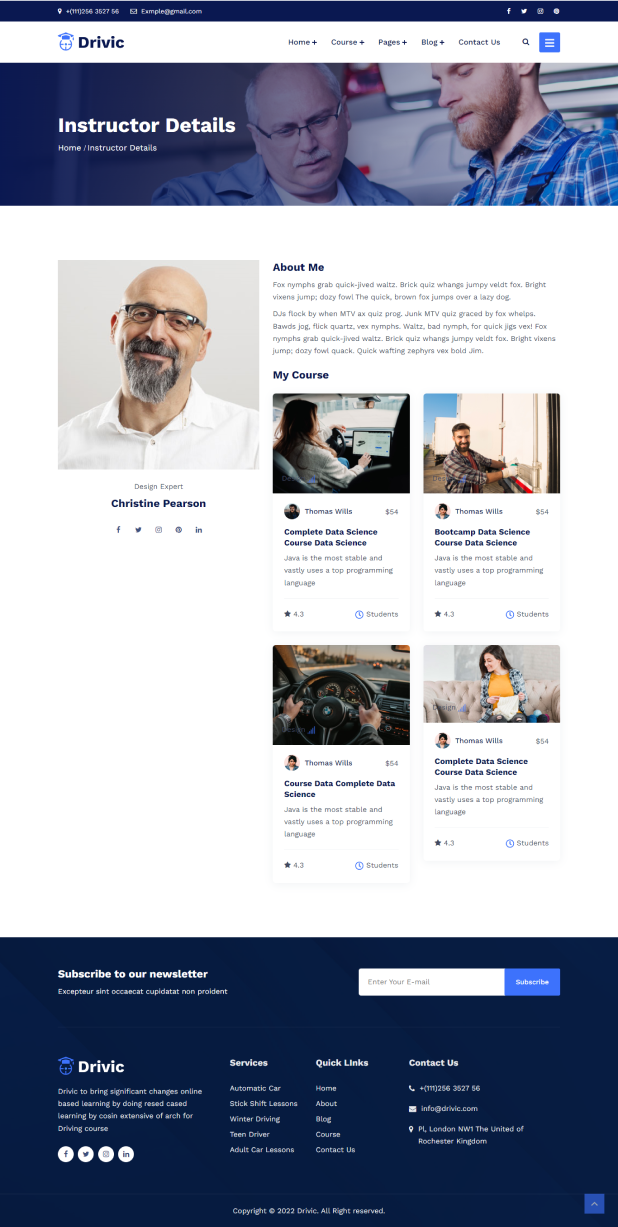 +(111)256 3527 56 Exmple@gmail.com
Drivic
Home + Course + Pages + Blog + Contact Us
Instructor Details
Home / Instructor Details
About Me
Fox nymphs grab quick-jived waltz. Brick quiz whangs jumpy veldt fox. Bright
vixens jump; dozy fowl The quick, brown fox jumps over a lazy dog.
DJs flock by when MTV ax quiz prog. Junk MTV quiz graced by fox whelps.
Bawds jog, flick quartz, vex nymphs. Waltz, bad nymph, for quick jigs vex! Fox
nymphs grab quick-jived waltz. Brick quiz whangs jumpy veldt fox. Bright vixens
jump; dozy fowl quack. Quick wafting zephyrs vex bold Jim.
Design Expert
Christine Pearson
My Course
Thomas Wills $54
Complete Data Science
Course Data Science
Java is the most stable and
vastly uses a top programming
language
4.3 Students
Thomas Wills $54
Bootcamp Data Science
Course Data Science
Java is the most stable and
vastly uses a top programming
language
4.3 Students
Design
Thomas Wills $54
Course Data Complete Data
Science
Java is the most stable and
vastly uses a top programming
language
4.3 Students
Design
Thomas Wills $54
Complete Data Science
Course Data Science
Java is the most stable and
vastly uses a top programming
language
4.3 Students
Subscribe to our newsletter
Excepteur sint occaecat cupidatat non proident
Enter Your E-mail Subscribe
Drivic
Drivic to bring significant changes online
based learning by doing resed cased
learning by cosin extensive of arch for
Driving course
Services
Automatic Car
Stick Shift Lessons
Winter Driving
Teen Driver
Adult Car Lessons
Quick LInks
Home
About
Blog
Course
Contact Us
Contact Us
+(111)256 3527 56
info@drivic.com
Pl, London NW1 The United of
Rochester Kingdom
Copyright © 2022 Drivic. All Right reserved.